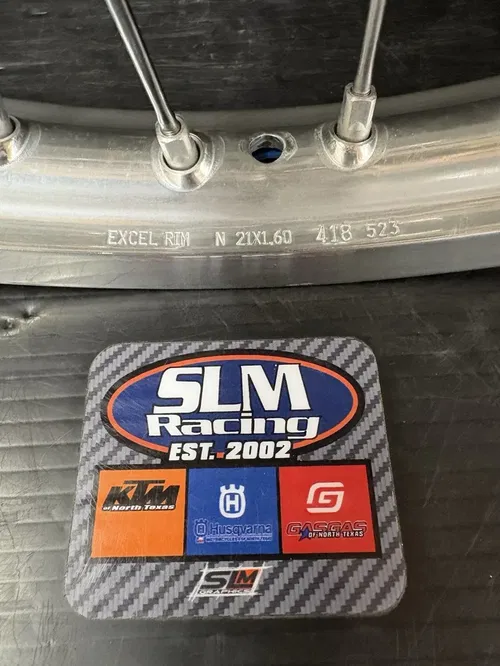 EXCEL RIM N 21X1.60 418 523
SLM
Racing
EST. 2002
KTM
of North Texas
Husqvarna
GASGAS
OF NORTH TEXAS
SLM
GRAPHICS